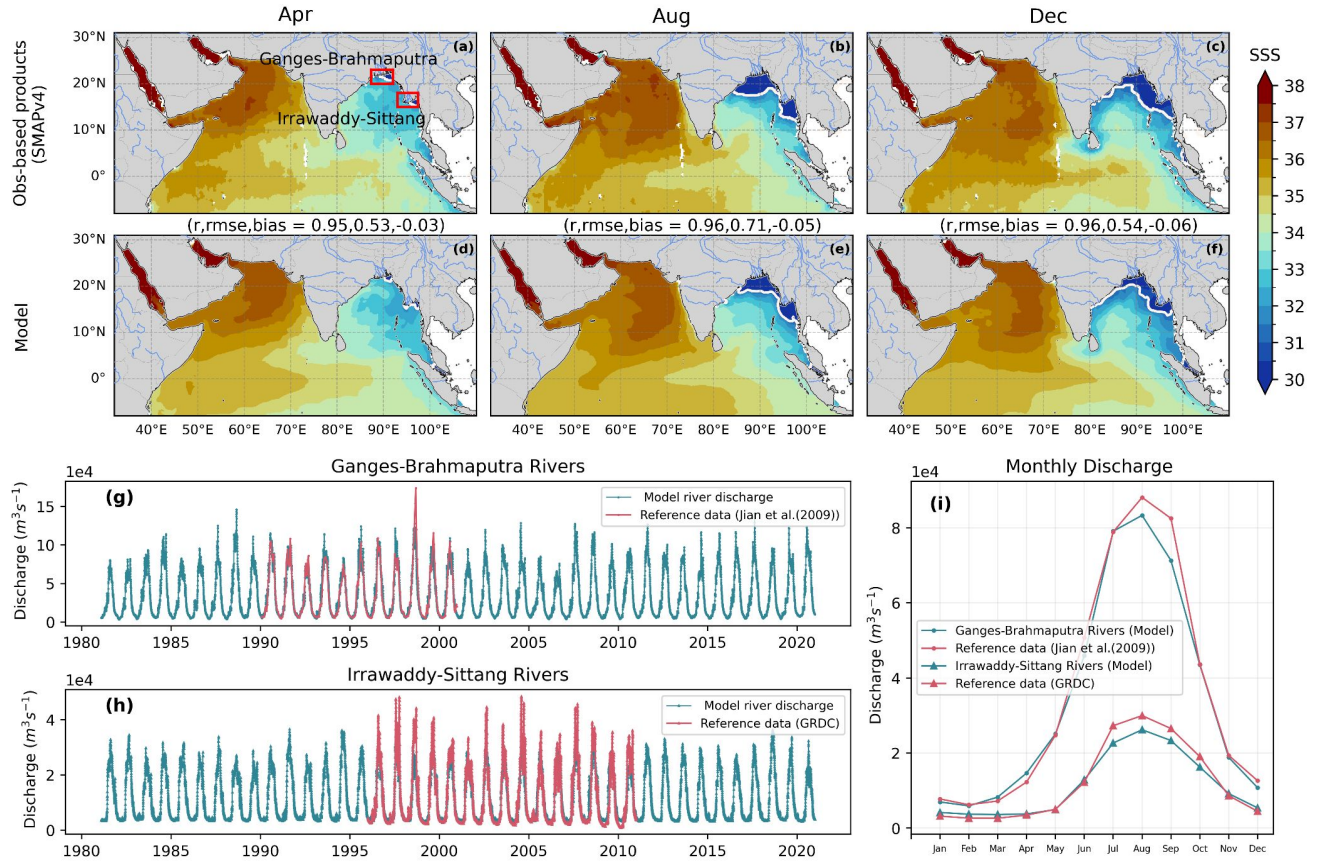 Apr
Aug
Dec
Obs-based products
(SMAPv4)
30°N
20°N
10°N
0°
(a)
Ganges-Brahmaputra
Irrawaddy-Sittang
(b)
(c)
SSS
38
37
36
35
34
33
32
31
30
(r,rmse,bias = 0.95,0.53,-0.03)
(r,rmse,bias = 0.96,0.71,-0.05)
(r,rmse,bias = 0.96,0.54,-0.06)
Model
30°N
20°N
10°N
0°
(d)
(e)
(f)
40°E 50°E 60°E 70°E 80°E 90°E 100°E
40°E 50°E 60°E 70°E 80°E 90°E 100°E
40°E 50°E 60°E 70°E 80°E 90°E 100°E
Ganges-Brahmaputra Rivers
1e4
(g)
Discharge (m³s⁻¹)
15
10
5
0
Model river discharge
Reference data (Jian et al.(2009))
1980 1985 1990 1995 2000 2005 2010 2015 2020
Irrawaddy-Sittang Rivers
1e4
(h)
Discharge (m³s⁻¹)
4
2
0
Model river discharge
Reference data (GRDC)
1980 1985 1990 1995 2000 2005 2010 2015 2020
Monthly Discharge
1e4
(i)
Discharge (m³s⁻¹)
8
6
4
2
0
Ganges-Brahmaputra Rivers (Model)
Reference data (Jian et al.(2009))
Irrawaddy-Sittang Rivers (Model)
Reference data (GRDC)
Jan Feb Mar Apr May Jun Jul Aug Sep Oct Nov Dec